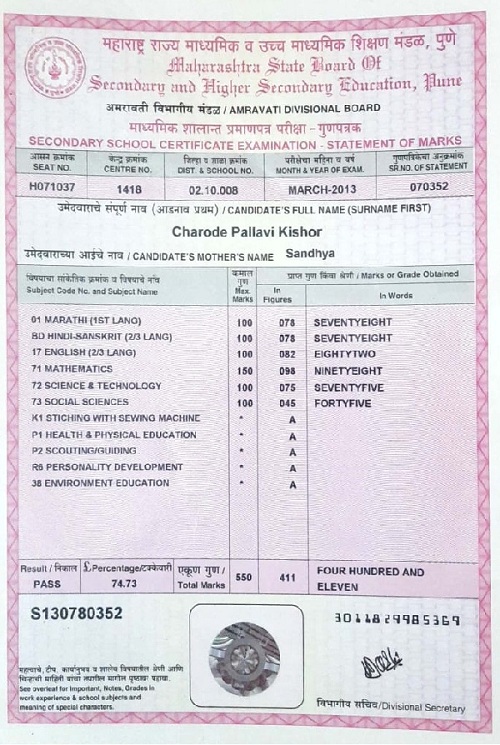 महाराष्ट्र राज्य माध्यमिक व उच्च माध्यमिक शिक्षण मंडळ, पुणे
Maharashtra State Board Of
Secondary and Higher Secondary Education, Pune
अमरावती विभागीय मंडळ / AMRAVATI DIVISIONAL BOARD
माध्यमिक शालान्त प्रमाणपत्र परीक्षा - गुणपत्रक
SECONDARY SCHOOL CERTIFICATE EXAMINATION - STATEMENT OF MARKS
आसन क्रमांक केन्द्र क्रमांक जिल्हा व शाळा क्रमांक परीक्षेचा महिना व वर्ष गुणपत्रिकेचा अनुक्रमांक
SEAT NO. CENTRE NO. DIST. & SCHOOL NO. MONTH & YEAR OF EXAM. SR.NO. OF STATEMENT
H071037 1418 02.10.008 MARCH-2013 070352
उमेदवाराचे संपूर्ण नाव (आडनाव प्रथम) / CANDIDATE'S FULL NAME (SURNAME FIRST)
Charode Pallavi Kishor
उमेदवाराच्या आईचे नाव / CANDIDATE'S MOTHER'S NAME Sandhya
विषयाचा सांकेतिक क्रमांक व विषयाचे नांव कमाल गुण प्राप्त गुण किंवा श्रेणी / Marks or Grade Obtained
Subject Code No. and Subject Name Max. Marks In Figures In Words
01 MARATHI (1ST LANG) 100 078 SEVENTYEIGHT
8D HINDI-SANSKRIT (2/3 LANG) 100 078 SEVENTYEIGHT
17 ENGLISH (2/3 LANG) 100 082 EIGHTYTWO
71 MATHEMATICS 150 098 NINETYEIGHT
72 SCIENCE & TECHNOLOGY 100 075 SEVENTYFIVE
73 SOCIAL SCIENCES 100 045 FORTYFIVE
K1 STICHING WITH SEWING MACHINE * A
P1 HEALTH & PHYSICAL EDUCATION * A
P2 SCOUTING/GUIDING * A
R6 PERSONALITY DEVELOPMENT * A
38 ENVIRONMENT EDUCATION * A
Result / निकाल £ Percentage/टक्केवारी एकूण गुण / 550 411 FOUR HUNDRED AND
PASS 74.73 Total Marks ELEVEN
S130780352
3011829985369
महत्वाचे, टीप, कार्यानुभव व शालेय विषयातील श्रेणी आणि
चिन्हांची माहिती यांचा तपशील मागील पृष्ठावर पहावा.
See overleaf for Important, Notes, Grades in
work experience & school subjects and
meaning of special characters.
विभागीय सचिव/Divisional Secretary